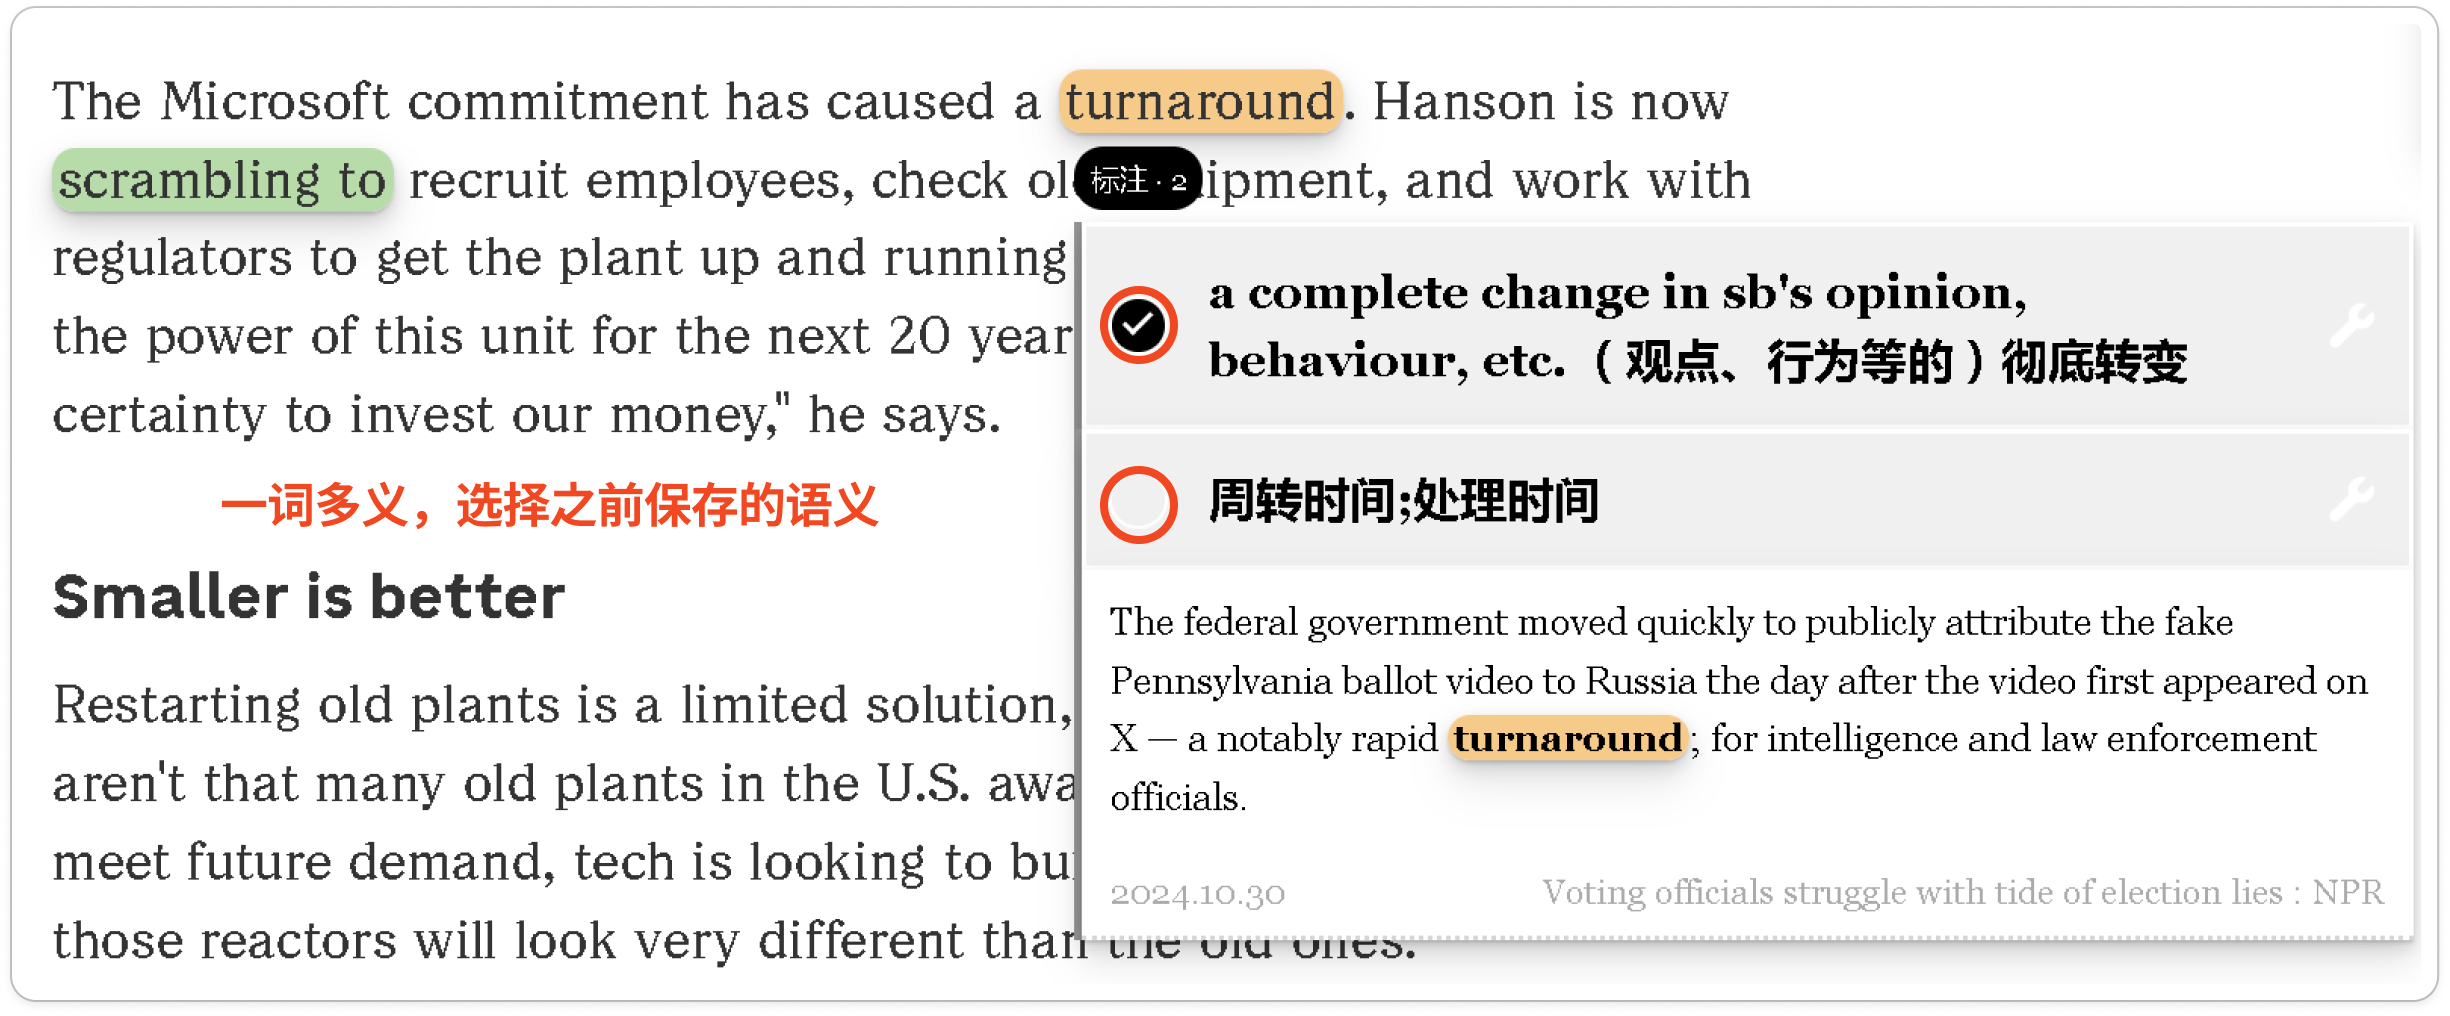 The Microsoft commitment has caused a turnaround. Hanson is now
scrambling to recruit employees, check ol
标注 · 2
ipment, and work with
regulators to get the plant up and running
the power of this unit for the next 20 year
certainty to invest our money," he says.
一词多义，选择之前保存的语义
Smaller is better
Restarting old plants is a limited solution,
aren't that many old plants in the U.S. awa
meet future demand, tech is looking to bui
those reactors will look very different than the old ones.
a complete change in sb's opinion,
behaviour, etc.（观点、行为等的）彻底转变
周转时间;处理时间
The federal government moved quickly to publicly attribute the fake
Pennsylvania ballot video to Russia the day after the video first appeared on
X — a notably rapid turnaround; for intelligence and law enforcement
officials.
2024.10.30
Voting officials struggle with tide of election lies : NPR